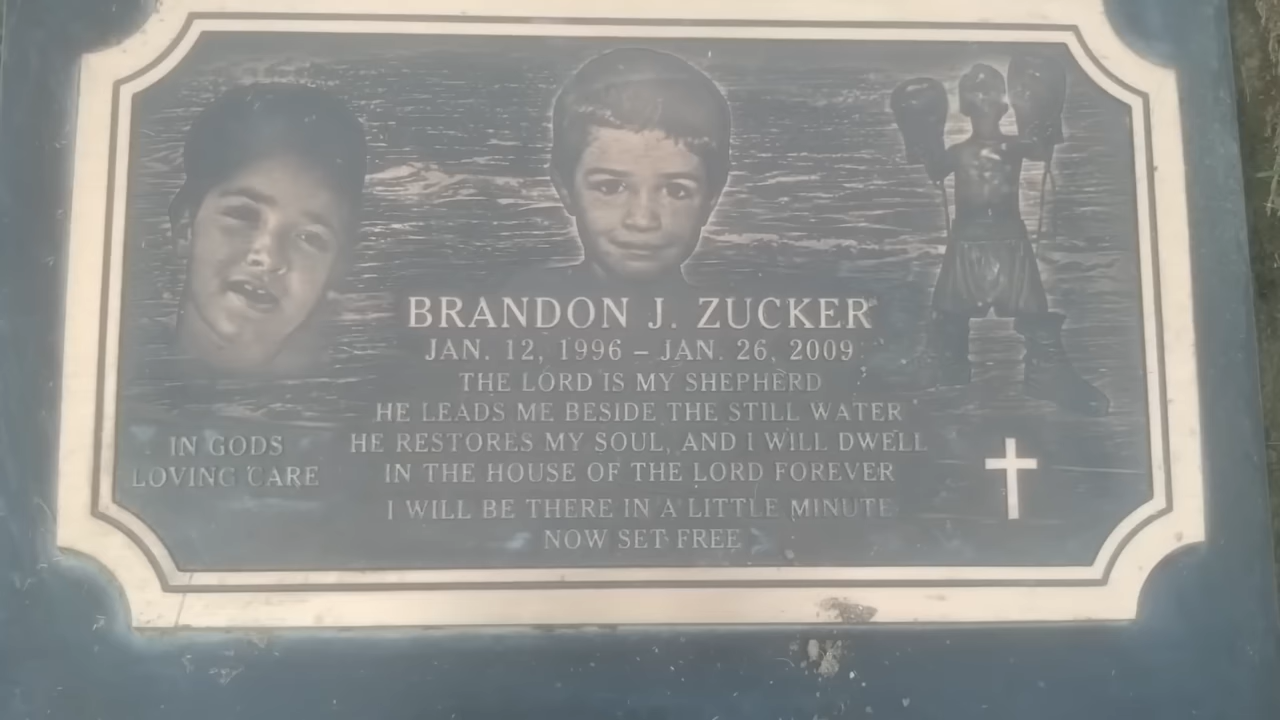 BRANDON J. ZUCKER
JAN. 12, 1996 – JAN. 26, 2009
THE LORD IS MY SHEPHERD
HE LEADS ME BESIDE THE STILL WATER
HE RESTORES MY SOUL, AND I WILL DWELL
IN THE HOUSE OF THE LORD FOREVER
I WILL BE THERE IN A LITTLE MINUTE
NOW SET FREE
IN GODS
LOVING CARE